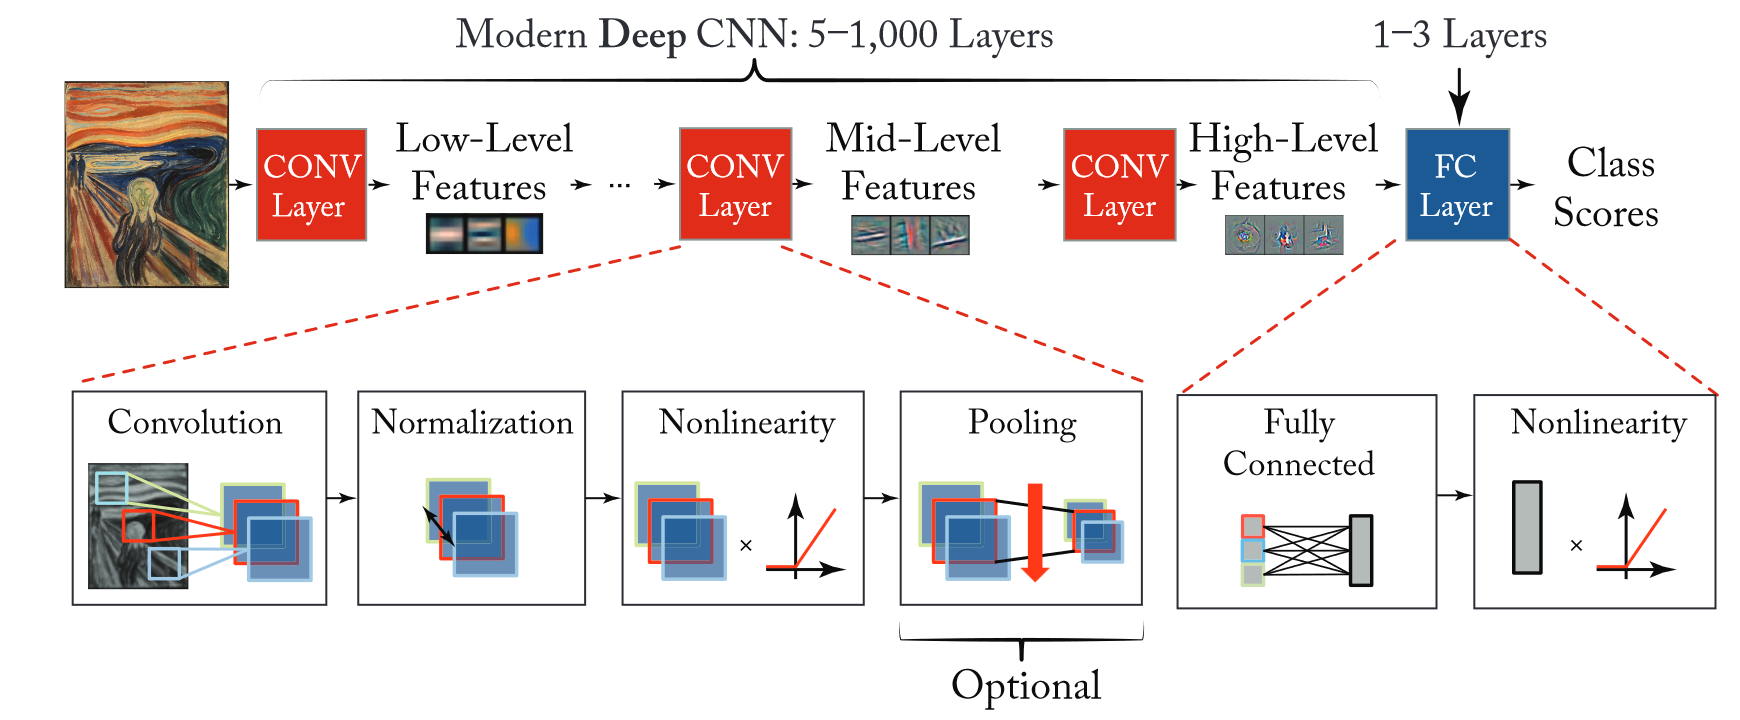 Modern Deep CNN: 5–1,000 Layers
1–3 Layers
CONV
Layer
Low-Level
Features
...
CONV
Layer
Mid-Level
Features
CONV
Layer
High-Level
Features
FC
Layer
Class
Scores
Convolution
Normalization
Nonlinearity
×
Pooling
Optional
Fully
Connected
Nonlinearity
×